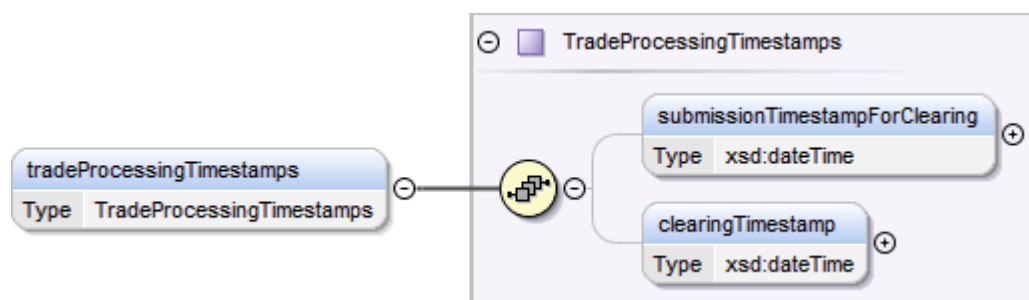 TradeProcessingTimestamps
submissionTimestampForClearing
Type xsd:dateTime
tradeProcessingTimestamps
Type TradeProcessingTimestamps
clearingTimestamp
Type xsd:dateTime